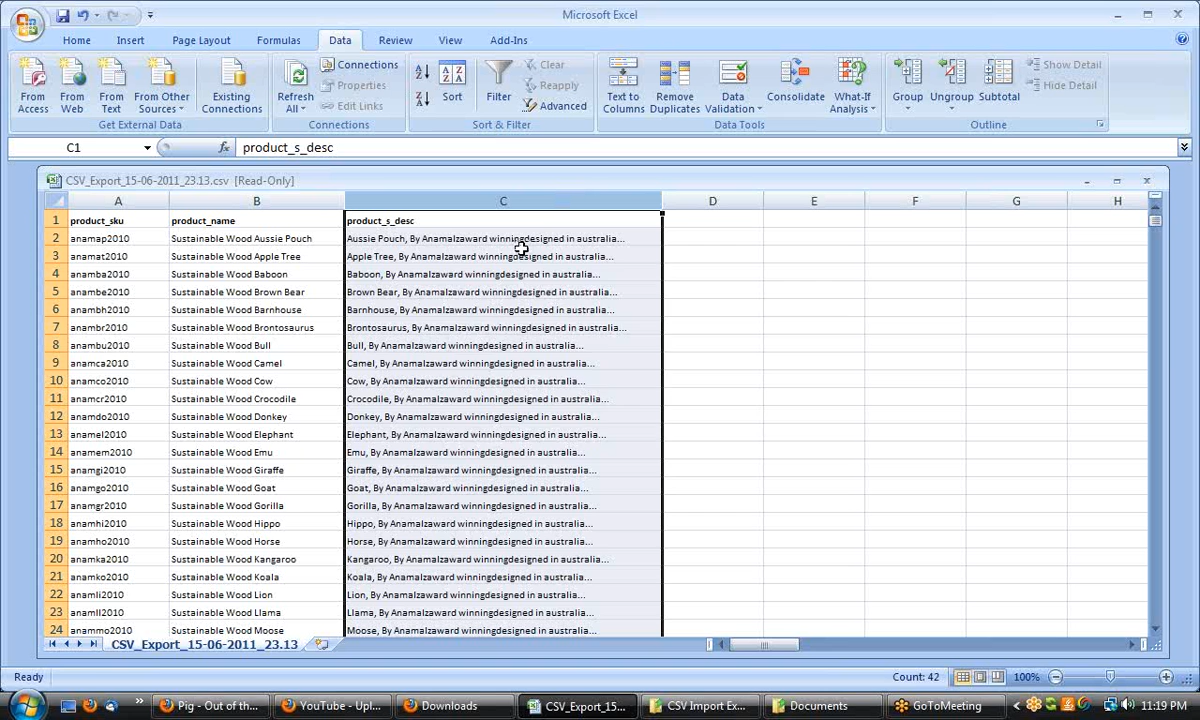 Microsoft Excel
Home Insert Page Layout Formulas Data Review View Add-Ins
From Access
From Web
From Text
From Other Sources
Existing Connections
Get External Data
Refresh All
Connections
Properties
Edit Links
Connections
Sort
Filter
Clear
Reapply
Advanced
Sort & Filter
Text to Columns
Remove Duplicates
Data Validation
Consolidate
What-If Analysis
Data Tools
Group
Ungroup
Subtotal
Show Detail
Hide Detail
Outline
C1 fx product_s_desc
CSV_Export_15-06-2011_23.13.csv [Read-Only]
A B C D E F G H
1 product_sku product_name product_s_desc
2 anamap2010 Sustainable Wood Aussie Pouch Aussie Pouch, By Anamalzaward winningdesigned in australia...
3 anamat2010 Sustainable Wood Apple Tree Apple Tree, By Anamalzaward winningdesigned in australia...
4 anamba2010 Sustainable Wood Baboon Baboon, By Anamalzaward winningdesigned in australia...
5 anambe2010 Sustainable Wood Brown Bear Brown Bear, By Anamalzaward winningdesigned in australia...
6 anambh2010 Sustainable Wood Barnhouse Barnhouse, By Anamalzaward winningdesigned in australia...
7 anambr2010 Sustainable Wood Brontosaurus Brontosaurus, By Anamalzaward winningdesigned in australia...
8 anambu2010 Sustainable Wood Bull Bull, By Anamalzaward winningdesigned in australia...
9 anamca2010 Sustainable Wood Camel Camel, By Anamalzaward winningdesigned in australia...
10 anamco2010 Sustainable Wood Cow Cow, By Anamalzaward winningdesigned in australia...
11 anamcr2010 Sustainable Wood Crocodile Crocodile, By Anamalzaward winningdesigned in australia...
12 anamdo2010 Sustainable Wood Donkey Donkey, By Anamalzaward winningdesigned in australia...
13 anamel2010 Sustainable Wood Elephant Elephant, By Anamalzaward winningdesigned in australia...
14 anamem2010 Sustainable Wood Emu Emu, By Anamalzaward winningdesigned in australia...
15 anamgi2010 Sustainable Wood Giraffe Giraffe, By Anamalzaward winningdesigned in australia...
16 anamgo2010 Sustainable Wood Goat Goat, By Anamalzaward winningdesigned in australia...
17 anamgr2010 Sustainable Wood Gorilla Gorilla, By Anamalzaward winningdesigned in australia...
18 anamhi2010 Sustainable Wood Hippo Hippo, By Anamalzaward winningdesigned in australia...
19 anamho2010 Sustainable Wood Horse Horse, By Anamalzaward winningdesigned in australia...
20 anamka2010 Sustainable Wood Kangaroo Kangaroo, By Anamalzaward winningdesigned in australia...
21 anamko2010 Sustainable Wood Koala Koala, By Anamalzaward winningdesigned in australia...
22 anamli2010 Sustainable Wood Lion Lion, By Anamalzaward winningdesigned in australia...
23 anamll2010 Sustainable Wood Llama Llama, By Anamalzaward winningdesigned in australia...
24 anammo2010 Sustainable Wood Moose Moose, By Anamalzaward winningdesigned in australia...
CSV_Export_15-06-2011_23.13
Ready Count: 42 100%
Pig - Out of th... YouTube - Upl... Downloads CSV_Export_15-... CSV Import Ex... Documents GoToMeeting 11:19 PM